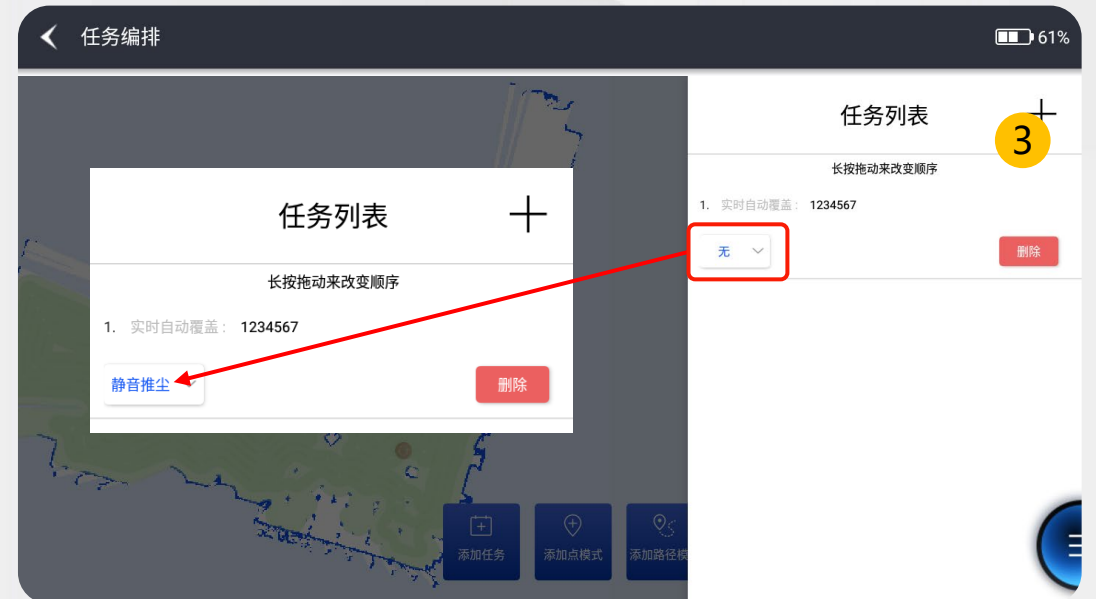 任务编排
61%
任务列表
3
长按拖动来改变顺序
1. 实时自动覆盖: 1234567
无
删除
任务列表
长按拖动来改变顺序
1. 实时自动覆盖: 1234567
静音推尘
删除
添加任务
添加点模式
添加路径模